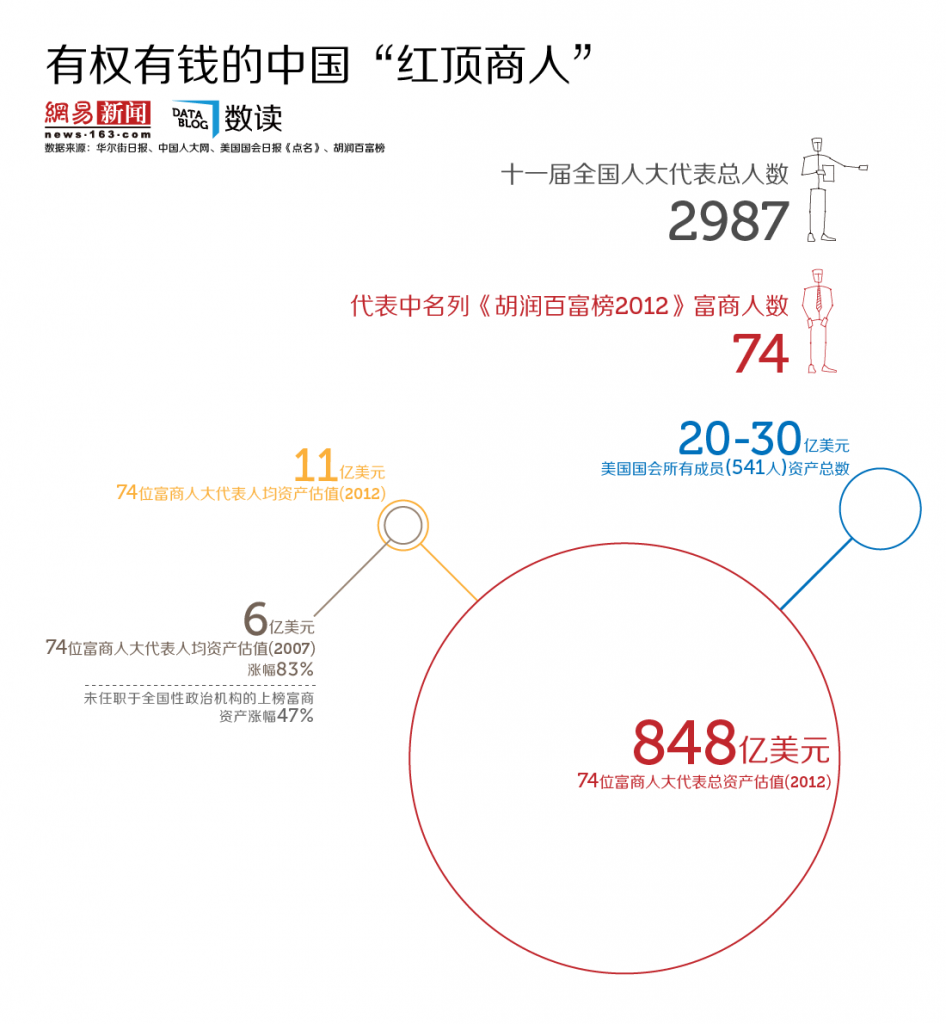 有权有钱的中国“红顶商人”
網易新闻
news·163·com
DATA
BLOG
数读
数据来源：华尔街日报、中国人大网、美国国会日报《点名》、胡润百富榜
十一届全国人大代表总人数
2987
代表中名列《胡润百富榜2012》富商人数
74
20-30亿美元
美国国会所有成员(541人)资产总数
11亿美元
74位富商人大代表人均资产估值(2012)
6亿美元
74位富商人大代表人均资产估值(2007)
涨幅83%
未任职于全国性政治机构的上榜富商
资产涨幅47%
848亿美元
74位富商人大代表总资产估值(2012)